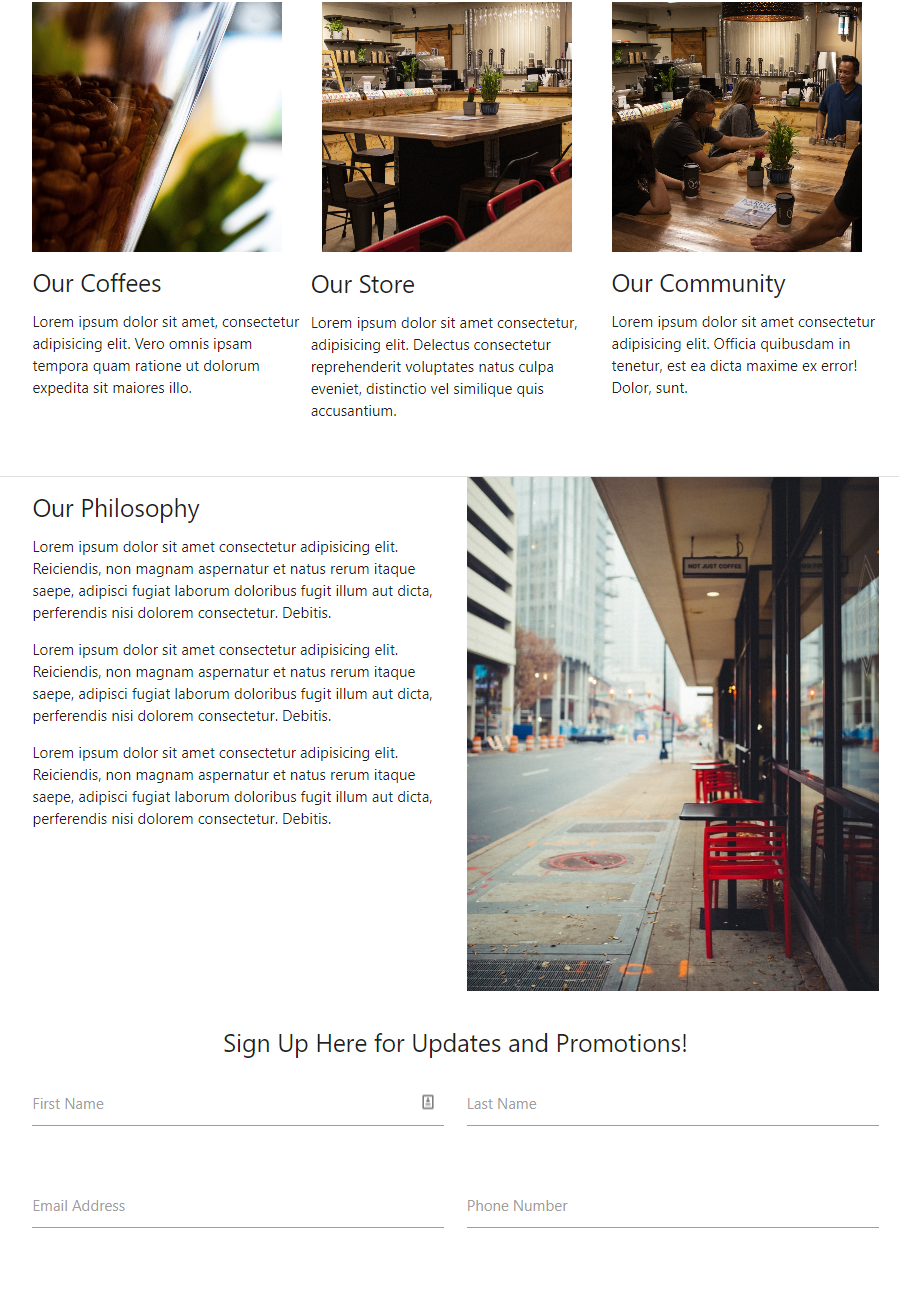 Our Coffees
Lorem ipsum dolor sit amet, consectetur
adipisicing elit. Vero omnis ipsam
tempora quam ratione ut dolorum
expedita sit maiores illo.
Our Store
Lorem ipsum dolor sit amet consectetur,
adipisicing elit. Delectus consectetur
reprehenderit voluptates natus culpa
eveniet, distinctio vel similique quis
accusantium.
Our Community
Lorem ipsum dolor sit amet consectetur
adipisicing elit. Officia quibusdam in
tenetur, est ea dicta maxime ex error!
Dolor, sunt.
Our Philosophy
Lorem ipsum dolor sit amet consectetur adipisicing elit.
Reiciendis, non magnam aspernatur et natus rerum itaque
saepe, adipisci fugiat laborum doloribus fugit illum aut dicta,
perferendis nisi dolorem consectetur. Debitis.
Lorem ipsum dolor sit amet consectetur adipisicing elit.
Reiciendis, non magnam aspernatur et natus rerum itaque
saepe, adipisci fugiat laborum doloribus fugit illum aut dicta,
perferendis nisi dolorem consectetur. Debitis.
Lorem ipsum dolor sit amet consectetur adipisicing elit.
Reiciendis, non magnam aspernatur et natus rerum itaque
saepe, adipisci fugiat laborum doloribus fugit illum aut dicta,
perferendis nisi dolorem consectetur. Debitis.
NOT JUST COFFEE
Sign Up Here for Updates and Promotions!
First Name
Last Name
Email Address
Phone Number